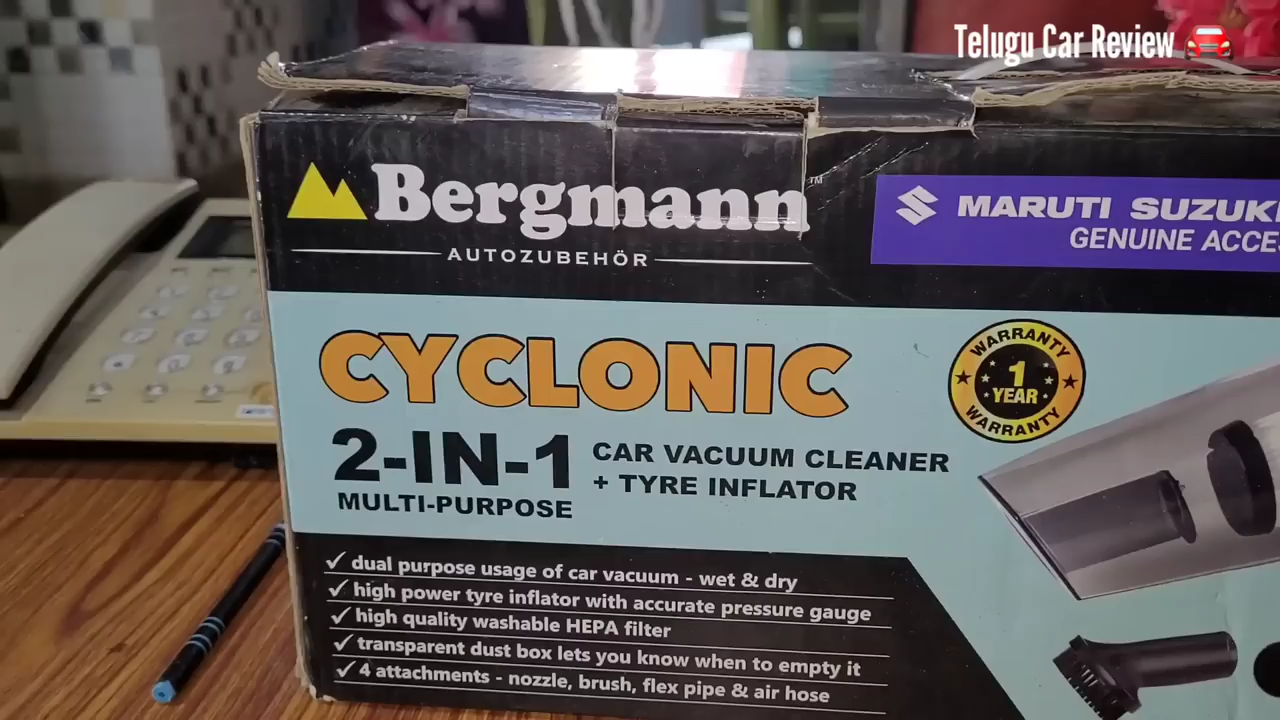 Telugu Car Review
Bergmann™
AUTOZUBEHÖR
MARUTI SUZUKI
GENUINE
CYCLONIC
2-IN-1
MULTI-PURPOSE
CAR VACUUM CLEANER
+ TYRE INFLATOR
WARRANTY
1
YEAR
WARRANTY
✓ dual purpose usage of car vacuum - wet & dry
✓ high power tyre inflator with accurate pressure gauge
✓ high quality washable HEPA filter
✓ transparent dust box lets you know when to empty it
✓ 4 attachments - nozzle, brush, flex pipe & air hose